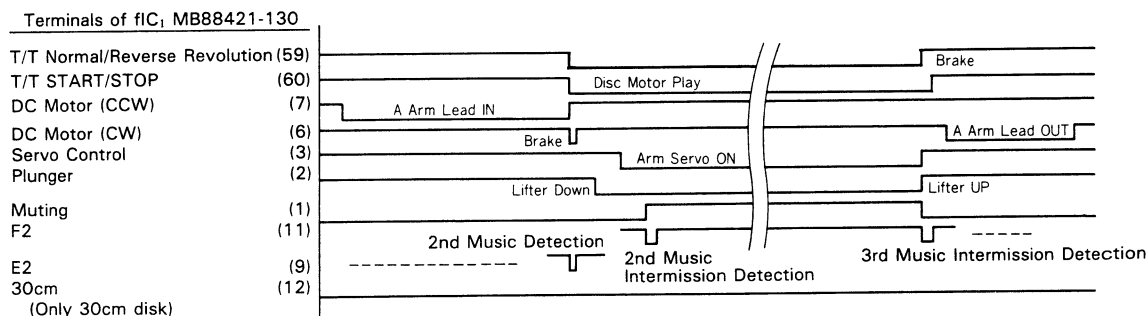 Terminals of fIC₁ MB88421-130
T/T Normal/Reverse Revolution (59) Brake
T/T START/STOP (60) Disc Motor Play
DC Motor (CCW) (7) A Arm Lead IN
DC Motor (CW) (6) Brake A Arm Lead OUT
Servo Control (3) Arm Servo ON
Plunger (2) Lifter Down Lifter UP
Muting (1)
F2 (11)
2nd Music Detection 2nd Music 3rd Music Intermission Detection
E2 (9) Intermission Detection
30cm (12)
(Only 30cm disk)